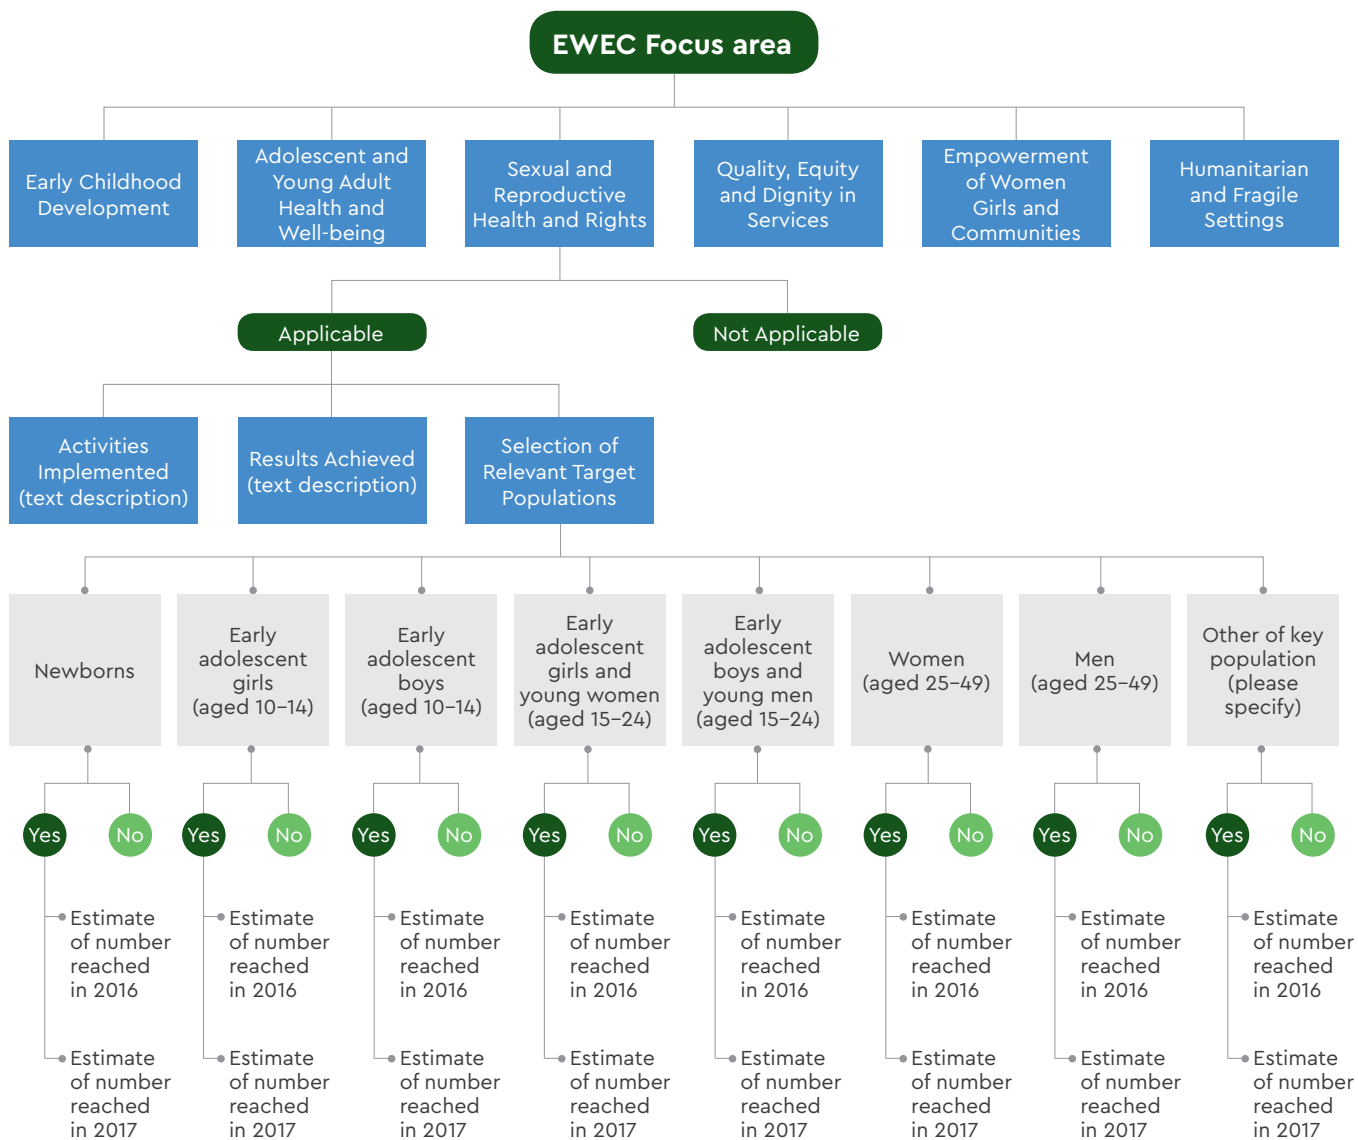 EWEC Focus area
Early Childhood
Development
Adolescent and
Young Adult
Health and
Well-being
Sexual and
Reproductive
Health and Rights
Quality, Equity
and Dignity in
Services
Empowerment
of Women
Girls and
Communities
Humanitarian
and Fragile
Settings
Applicable
Not Applicable
Activities
Implemented
(text description)
Results Achieved
(text description)
Selection of
Relevant Target
Populations
Newborns
Early
adolescent
girls
(aged 10–14)
Early
adolescent
boys
(aged 10–14)
Early
adolescent
girls and
young women
(aged 15–24)
Early
adolescent
boys and
young men
(aged 15–24)
Women
(aged 25–49)
Men
(aged 25–49)
Other of key
population
(please
specify)
Yes
No
Yes
No
Yes
No
Yes
No
Yes
No
Yes
No
Yes
No
Yes
No
Estimate
of number
reached
in 2016
Estimate
of number
reached
in 2016
Estimate
of number
reached
in 2016
Estimate
of number
reached
in 2016
Estimate
of number
reached
in 2016
Estimate
of number
reached
in 2016
Estimate
of number
reached
in 2016
Estimate
of number
reached
in 2016
Estimate
of number
reached
in 2017
Estimate
of number
reached
in 2017
Estimate
of number
reached
in 2017
Estimate
of number
reached
in 2017
Estimate
of number
reached
in 2017
Estimate
of number
reached
in 2017
Estimate
of number
reached
in 2017
Estimate
of number
reached
in 2017